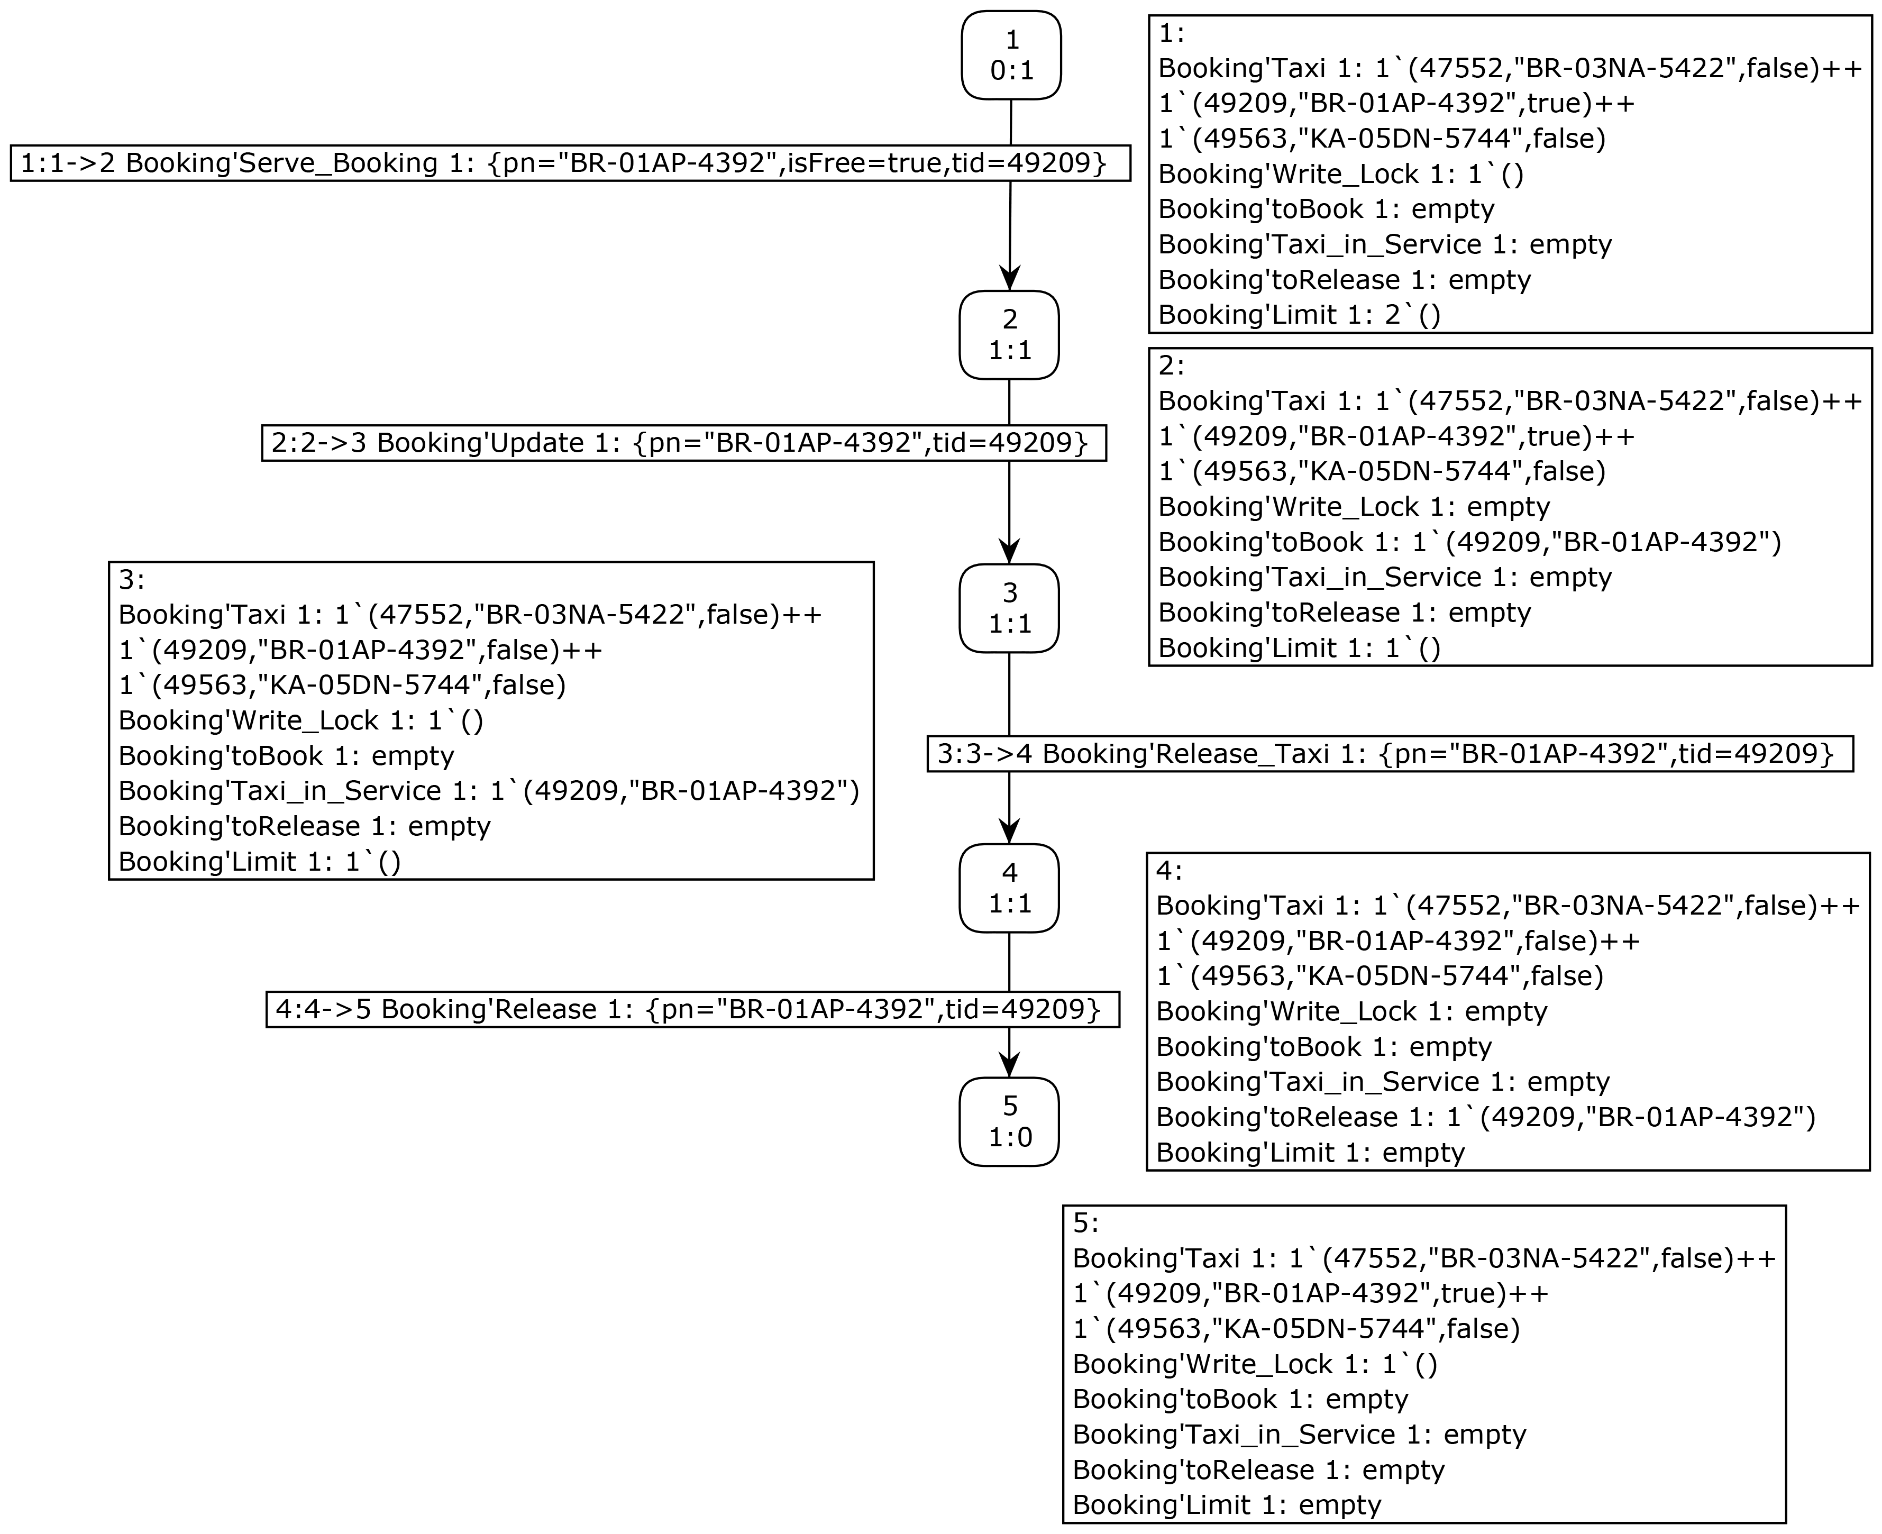 1
0:1
1:
Booking'Taxi 1: 1`(47552,"BR-03NA-5422",false)++
1`(49209,"BR-01AP-4392",true)++
1`(49563,"KA-05DN-5744",false)
Booking'Write_Lock 1: 1`()
Booking'toBook 1: empty
Booking'Taxi_in_Service 1: empty
Booking'toRelease 1: empty
Booking'Limit 1: 2`()
1:1->2 Booking'Serve_Booking 1: {pn="BR-01AP-4392",isFree=true,tid=49209}
2
1:1
2:
Booking'Taxi 1: 1`(47552,"BR-03NA-5422",false)++
1`(49209,"BR-01AP-4392",true)++
1`(49563,"KA-05DN-5744",false)
Booking'Write_Lock 1: empty
Booking'toBook 1: 1`(49209,"BR-01AP-4392")
Booking'Taxi_in_Service 1: empty
Booking'toRelease 1: empty
Booking'Limit 1: 1`()
2:2->3 Booking'Update 1: {pn="BR-01AP-4392",tid=49209}
3
1:1
3:
Booking'Taxi 1: 1`(47552,"BR-03NA-5422",false)++
1`(49209,"BR-01AP-4392",false)++
1`(49563,"KA-05DN-5744",false)
Booking'Write_Lock 1: 1`()
Booking'toBook 1: empty
Booking'Taxi_in_Service 1: 1`(49209,"BR-01AP-4392")
Booking'toRelease 1: empty
Booking'Limit 1: 1`()
3:3->4 Booking'Release_Taxi 1: {pn="BR-01AP-4392",tid=49209}
4
1:1
4:
Booking'Taxi 1: 1`(47552,"BR-03NA-5422",false)++
1`(49209,"BR-01AP-4392",false)++
1`(49563,"KA-05DN-5744",false)
Booking'Write_Lock 1: empty
Booking'toBook 1: empty
Booking'Taxi_in_Service 1: empty
Booking'toRelease 1: 1`(49209,"BR-01AP-4392")
Booking'Limit 1: empty
4:4->5 Booking'Release 1: {pn="BR-01AP-4392",tid=49209}
5
1:0
5:
Booking'Taxi 1: 1`(47552,"BR-03NA-5422",false)++
1`(49209,"BR-01AP-4392",true)++
1`(49563,"KA-05DN-5744",false)
Booking'Write_Lock 1: 1`()
Booking'toBook 1: empty
Booking'Taxi_in_Service 1: empty
Booking'toRelease 1: empty
Booking'Limit 1: empty